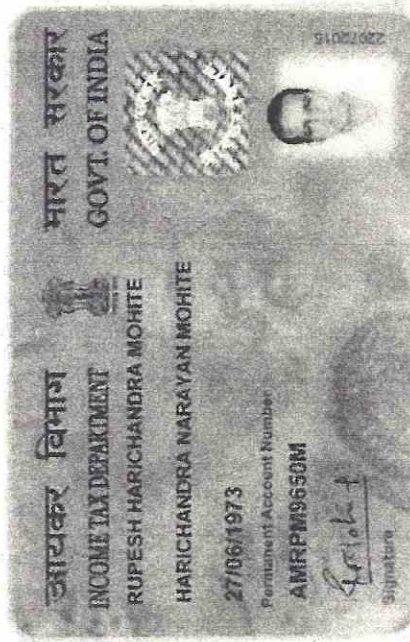 आयकर विभाग
INCOME TAX DEPARTMENT
भारत सरकार
GOVT. OF INDIA
RUPESH HARICHANDRA MOHITE
HARICHANDRA NARAYAN MOHITE
27/06/1973
Permanent Account Number
AMRPM9650M
Signature
22072015